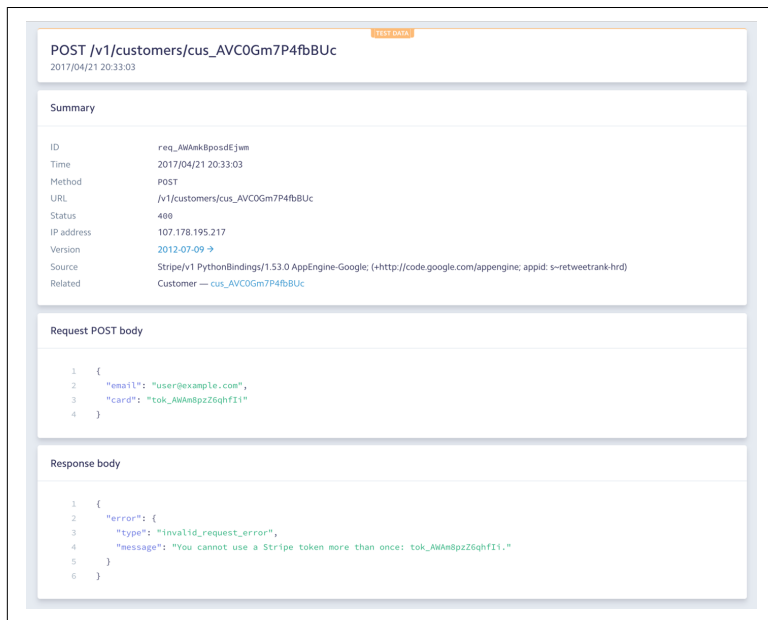 TEST DATA
POST /v1/customers/cus_AVC0Gm7P4fbBUc
2017/04/21 20:33:03
Summary
ID req_AWAmkBposdEjwm
Time 2017/04/21 20:33:03
Method POST
URL /v1/customers/cus_AVC0Gm7P4fbBUc
Status 400
IP address 107.178.195.217
Version 2012-07-09 →
Source Stripe/v1 PythonBindings/1.53.0 AppEngine-Google; (+http://code.google.com/appengine; appid: s~retweetrank-hrd)
Related Customer — cus_AVC0Gm7P4fbBUc
Request POST body
1 {
2 "email": "user@example.com",
3 "card": "tok_AWAm8pzZ6qhfIi"
4 }
Response body
1 {
2 "error": {
3 "type": "invalid_request_error",
4 "message": "You cannot use a Stripe token more than once: tok_AWAm8pzZ6qhfIi."
5 }
6 }